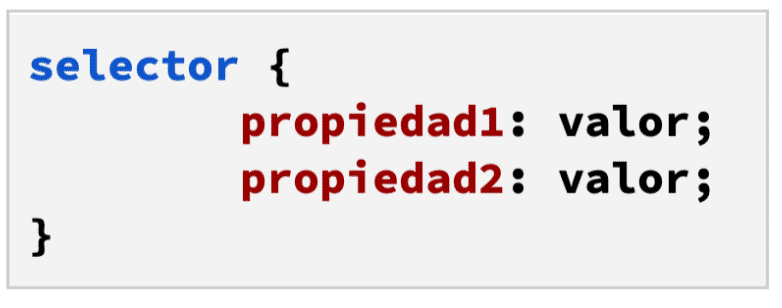 selector {
propiedad1: valor;
propiedad2: valor;
}